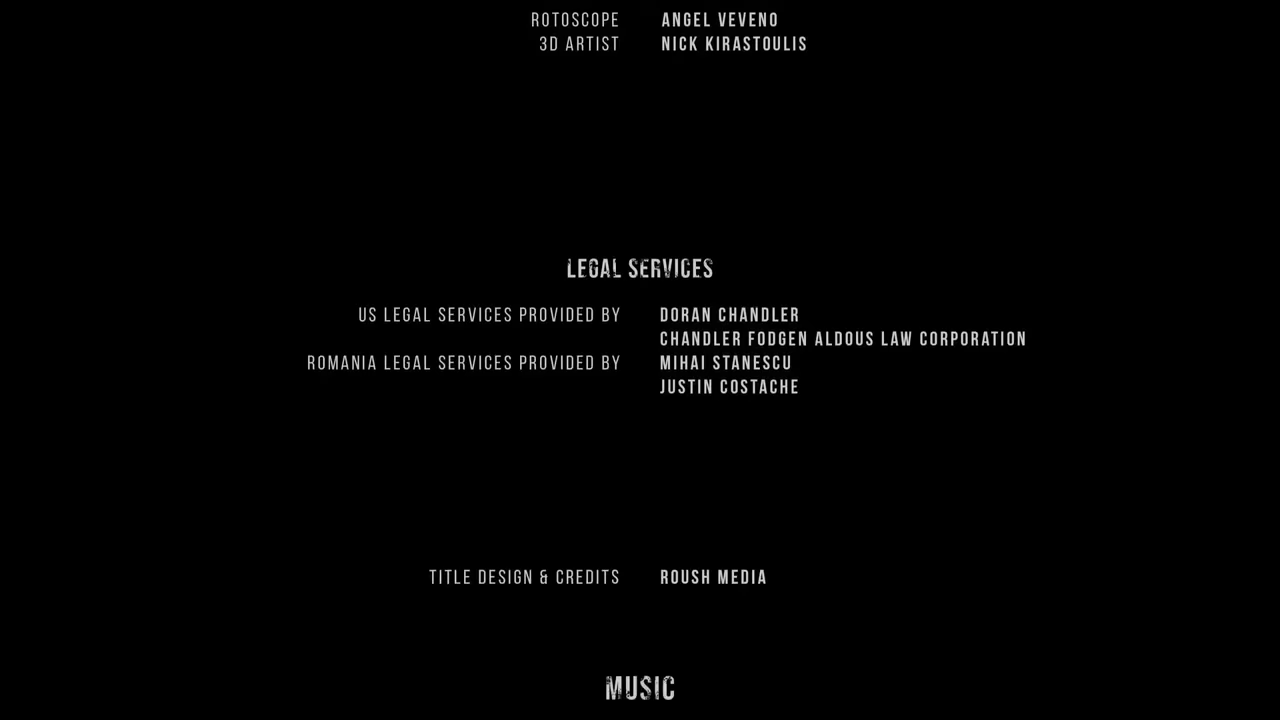 ROTOSCOPE ANGEL VEVENO
3D ARTIST NICK KIRASTOULIS
LEGAL SERVICES
US LEGAL SERVICES PROVIDED BY DORAN CHANDLER
CHANDLER FODGEN ALDOUS LAW CORPORATION
ROMANIA LEGAL SERVICES PROVIDED BY MIHAI STANESCU
JUSTIN COSTACHE
TITLE DESIGN & CREDITS ROUSH MEDIA
MUSIC